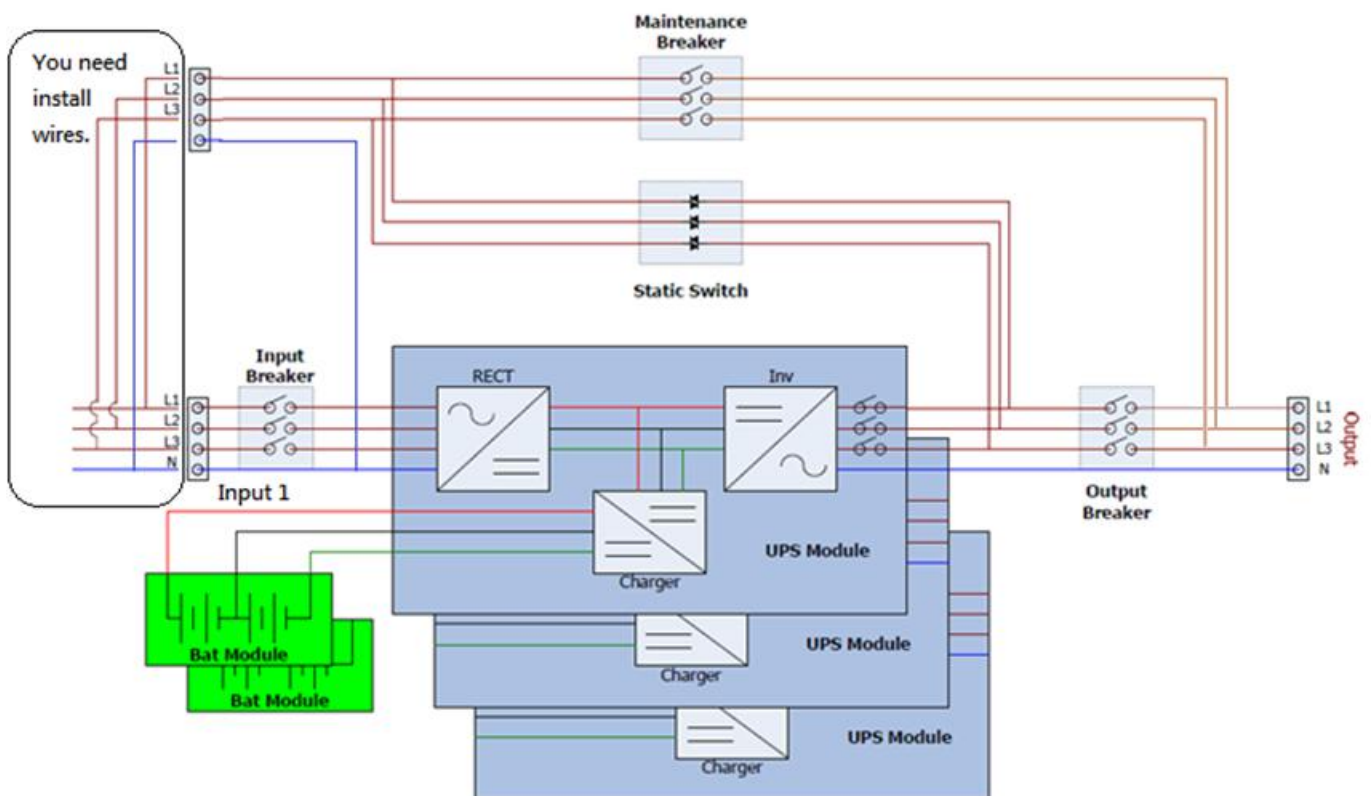 Maintenance
Breaker
You need
install
wires.
L1
L2
L3
Static Switch
Input
Breaker
RECT
Inv
L1
L2
L3
N
Input 1
L1
L2
L3
N
Output
Output
Breaker
UPS Module
Charger
Bat Module
UPS Module
Charger
Bat Module
UPS Module
Charger